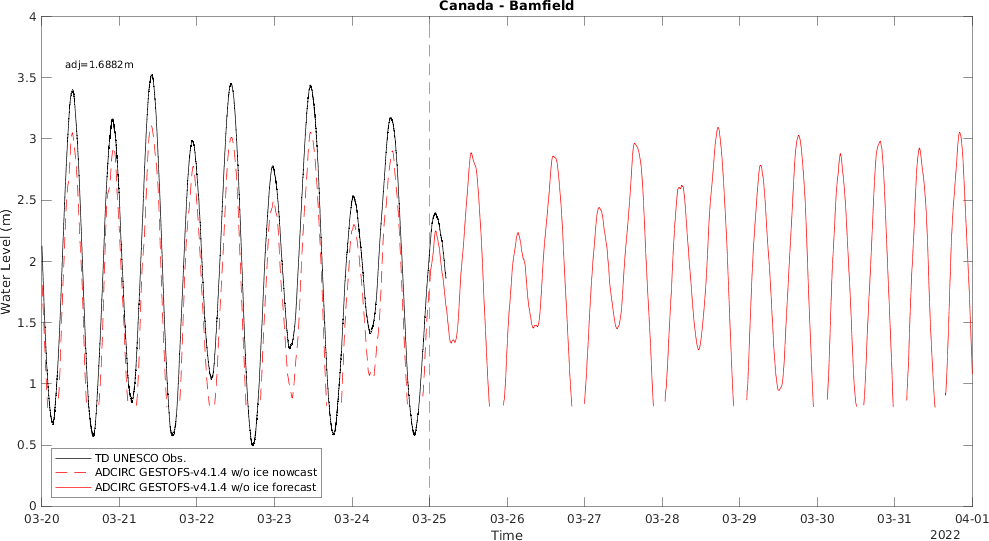 Canada - Bamfield
adj=1.6882m
4
3.5
3
2.5
2
1.5
1
0.5
0
Water Level (m)
TD UNESCO Obs.
ADCIRC GESTOFS-v4.1.4 w/o ice nowcast
ADCIRC GESTOFS-v4.1.4 w/o ice forecast
03-20 03-21 03-22 03-23 03-24 03-25 03-26 03-27 03-28 03-29 03-30 03-31 04-01
Time
2022